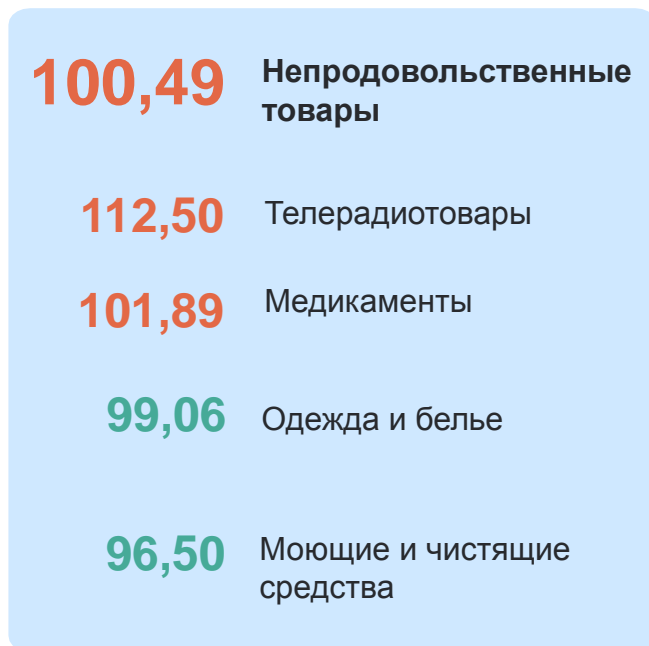 100,49 Непродовольственные
товары
112,50 Телерадиотовары
101,89 Медикаменты
99,06 Одежда и белье
96,50 Моющие и чистящие
средства